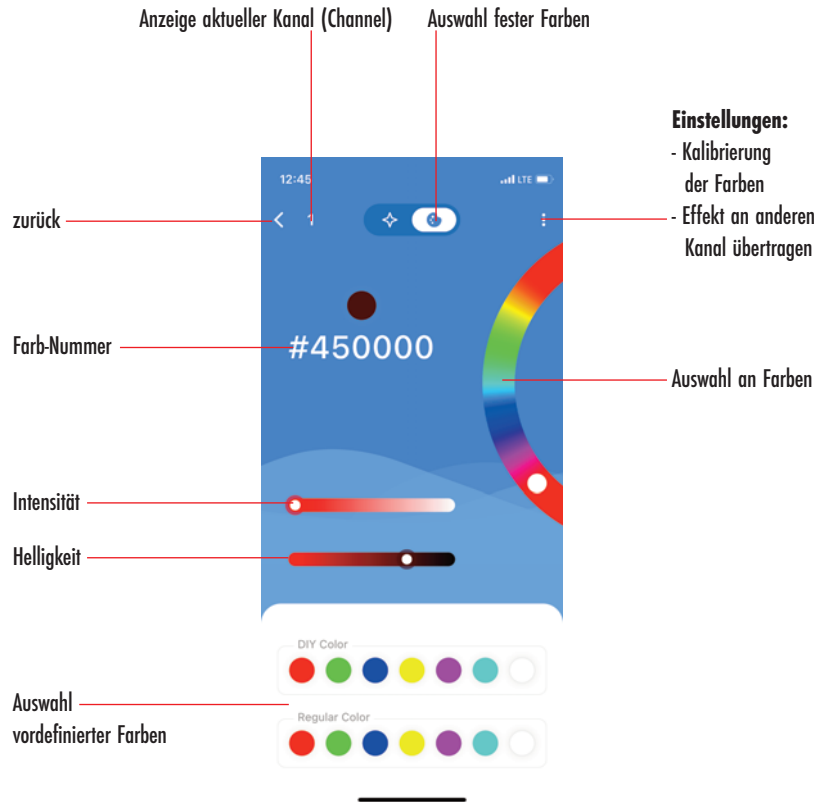 Anzeige aktueller Kanal (Channel)
Auswahl fester Farben
Einstellungen:
- Kalibrierung
der Farben
- Effekt an anderen
Kanal übertragen
12:45
LTE
zurück
1
Farb-Nummer
#450000
Auswahl an Farben
Intensität
Helligkeit
DIY Color
Auswahl
vordefinierter Farben
Regular Color